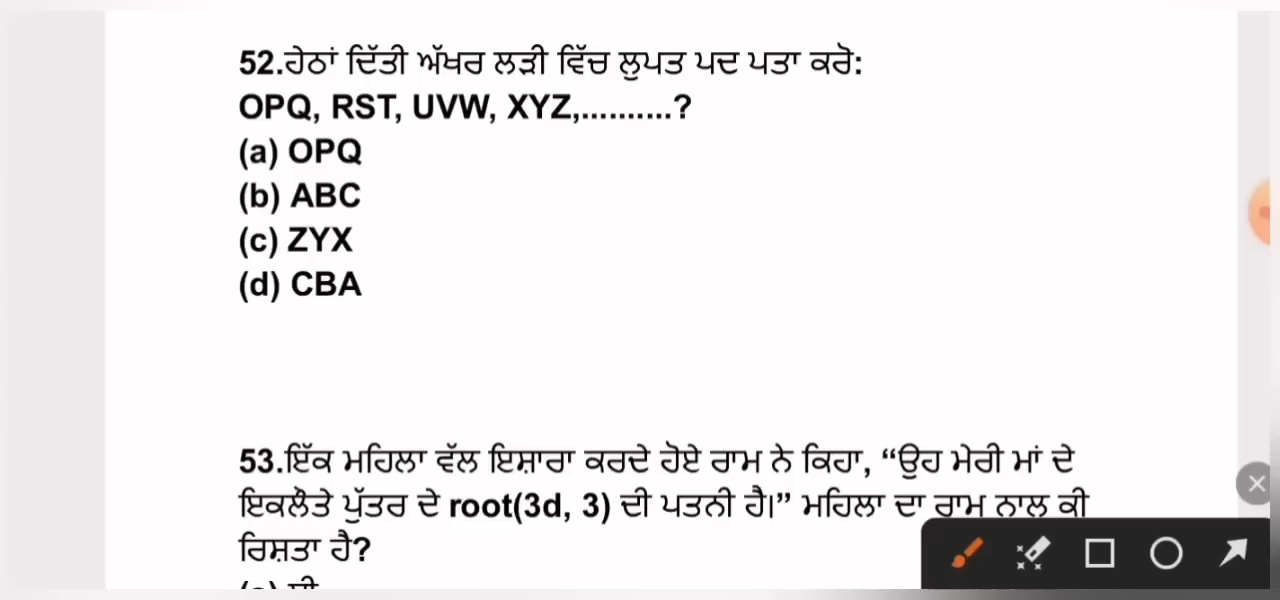 52.ਹੇਠਾਂ ਦਿੱਤੀ ਅੱਖਰ ਲੜੀ ਵਿੱਚ ਲੁਪਤ ਪਦ ਪਤਾ ਕਰੋ:
OPQ, RST, UVW, XYZ,..........?
(a) OPQ
(b) ABC
(c) ZYX
(d) CBA
53.ਇੱਕ ਮਹਿਲਾ ਵੱਲ ਇਸ਼ਾਰਾ ਕਰਦੇ ਹੋਏ ਰਾਮ ਨੇ ਕਿਹਾ, “ਉਹ ਮੇਰੀ ਮਾਂ ਦੇ
ਇਕਲੌਤੇ ਪੁੱਤਰ ਦੇ root(3d, 3) ਦੀ ਪਤਨੀ ਹੈ।” ਮਹਿਲਾ ਦਾ ਰਾਮ ਨਾਲ ਕੀ
ਰਿਸ਼ਤਾ ਹੈ?